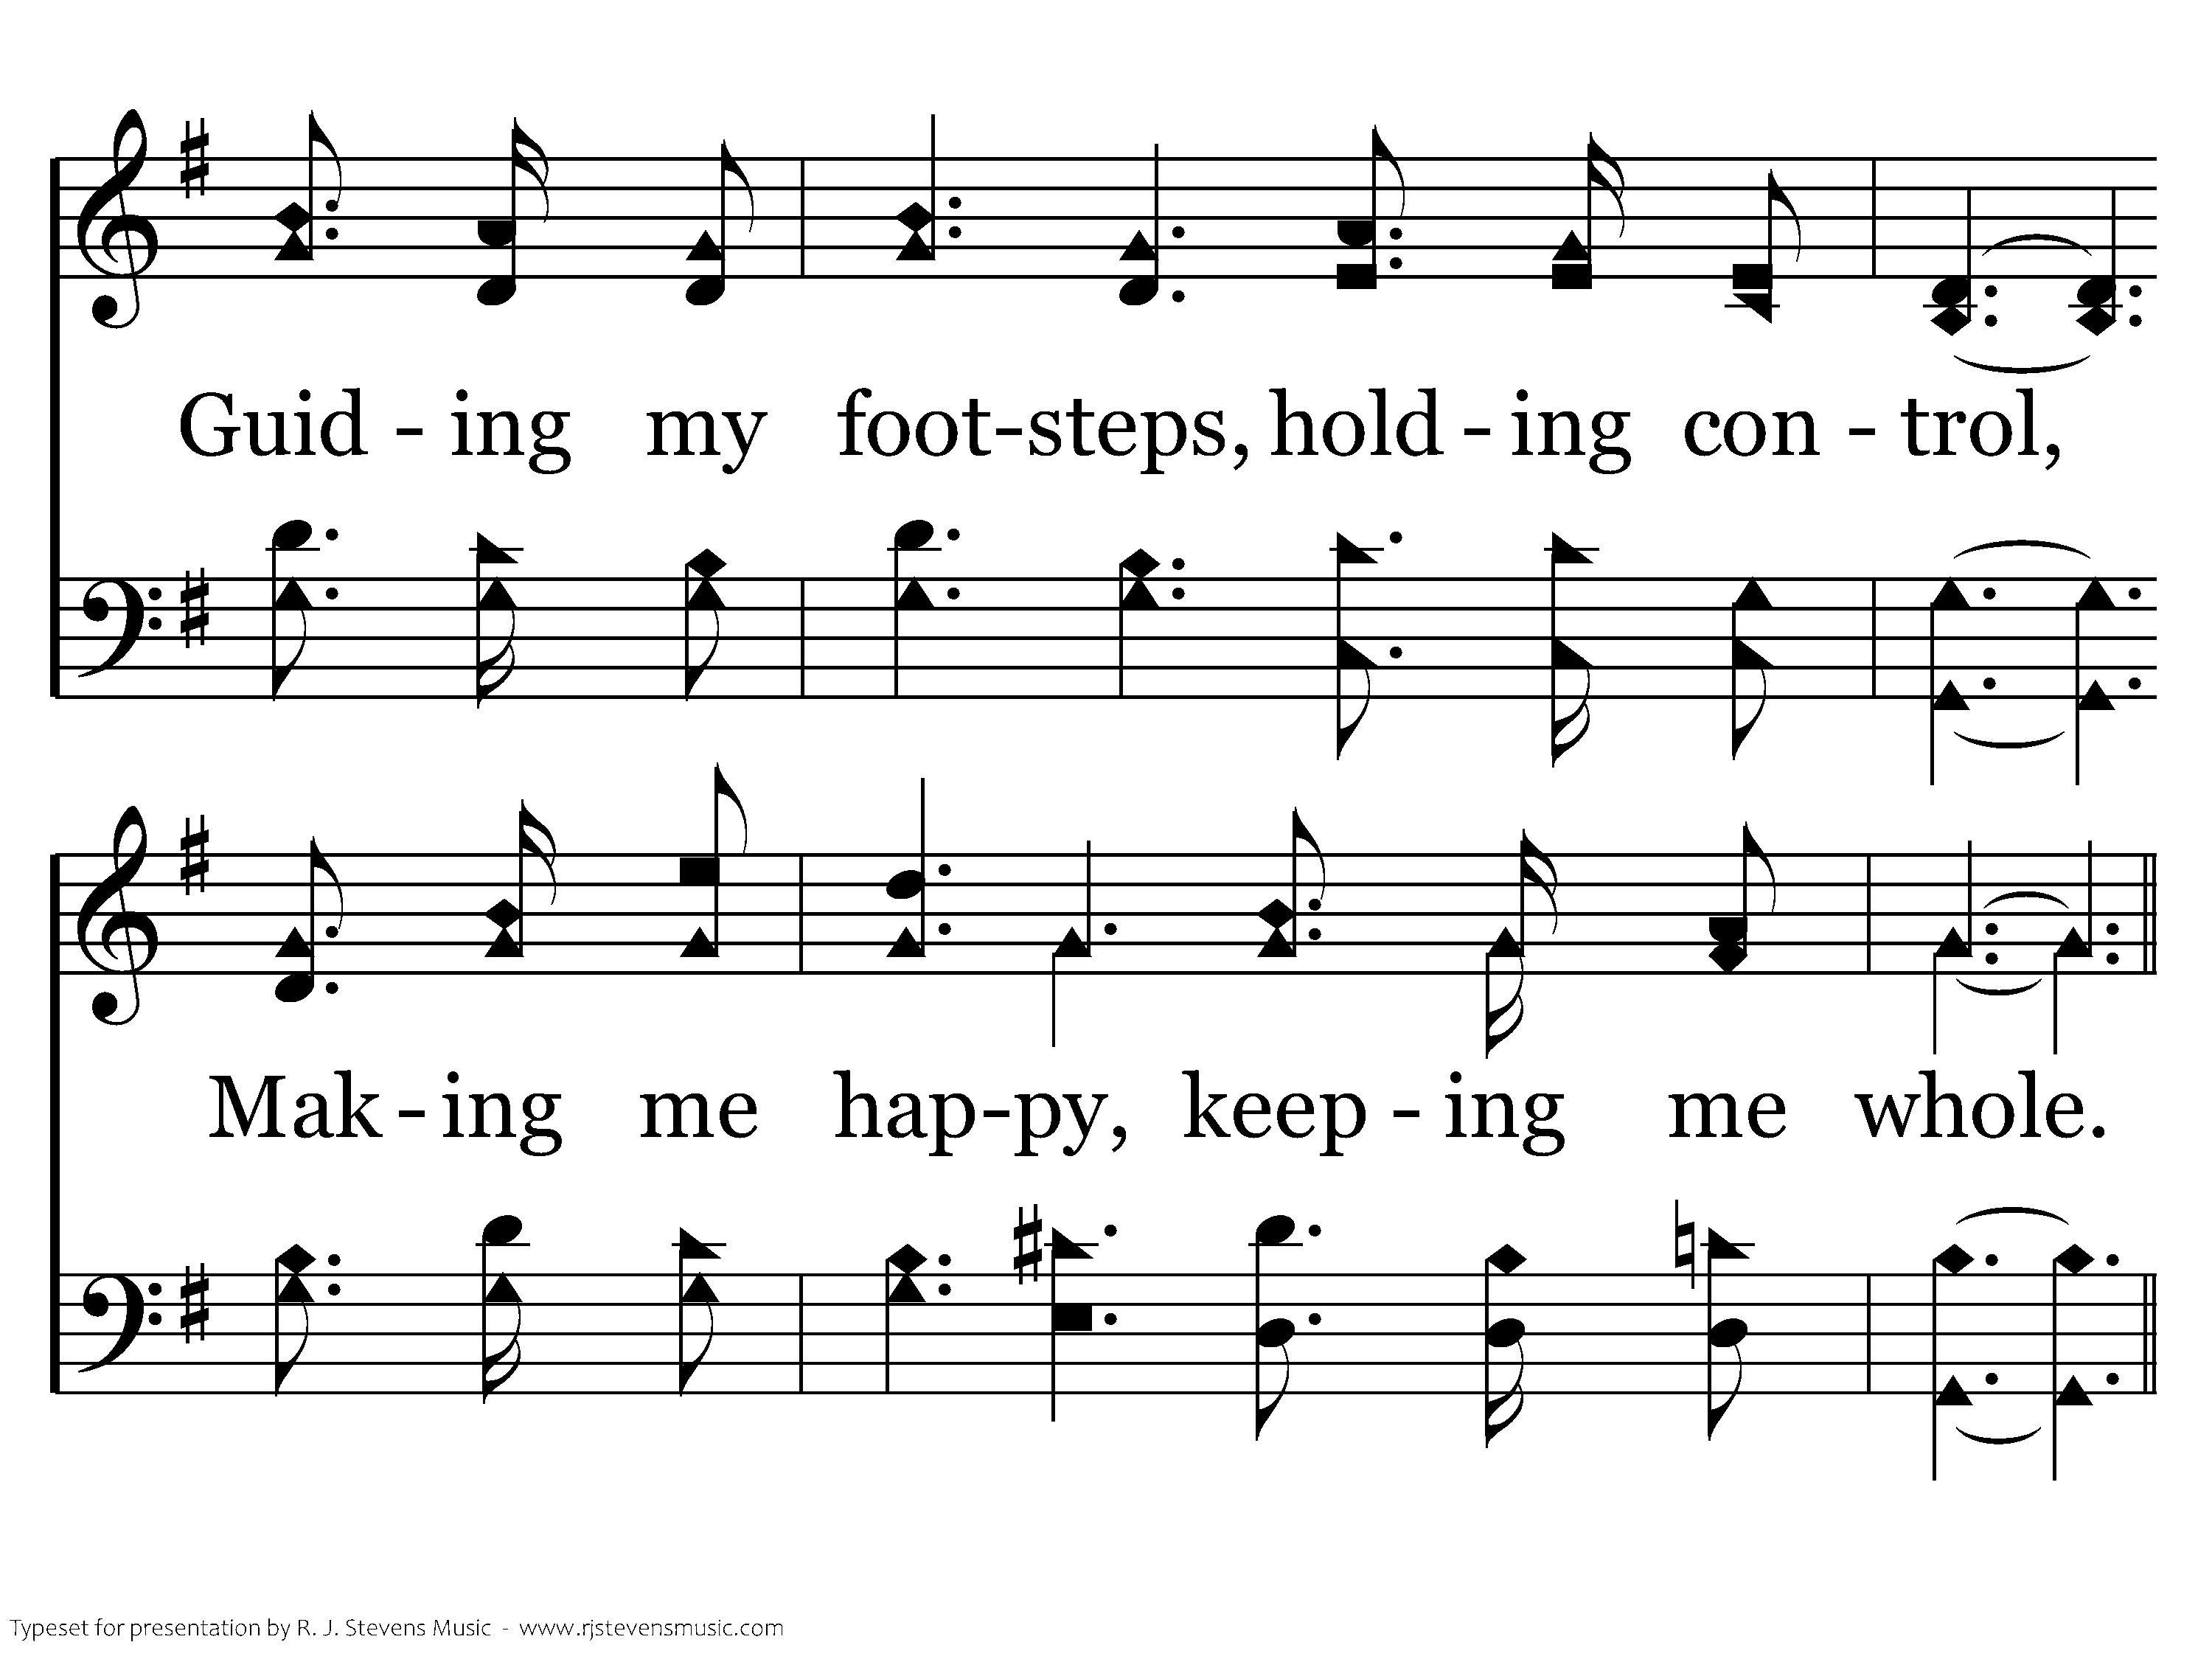 Guid - ing my foot-steps, hold - ing con - trol,
Mak - ing me hap-py, keep - ing me whole.
Typeset for presentation by R. J. Stevens Music - www.rjstevensmusic.com